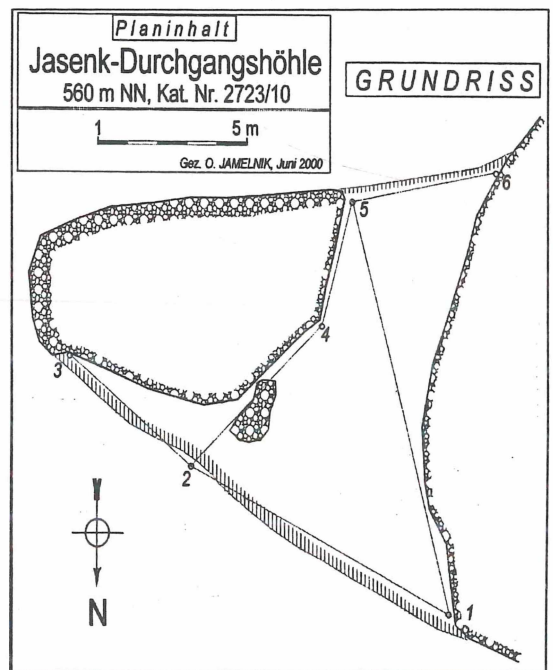 Planinhalt
Jasenk-Durchgangshöhle
560 m NN, Kat. Nr. 2723/10
1 5 m
Gez. O. JAMELNIK, Juni 2000
GRUNDRISS
6
5
4
3
2
1
N